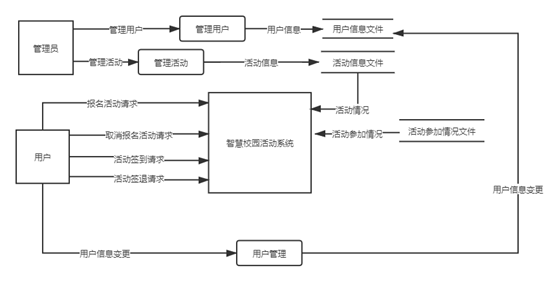 管理员
管理用户
管理用户
用户信息
用户信息文件
管理活动
管理活动
活动信息
活动信息文件
报名活动请求
活动情况
取消报名活动请求
智慧校园活动系统
活动参加情况
活动参加情况文件
用户
活动签到请求
活动签退请求
用户信息变更
用户信息变更
用户管理